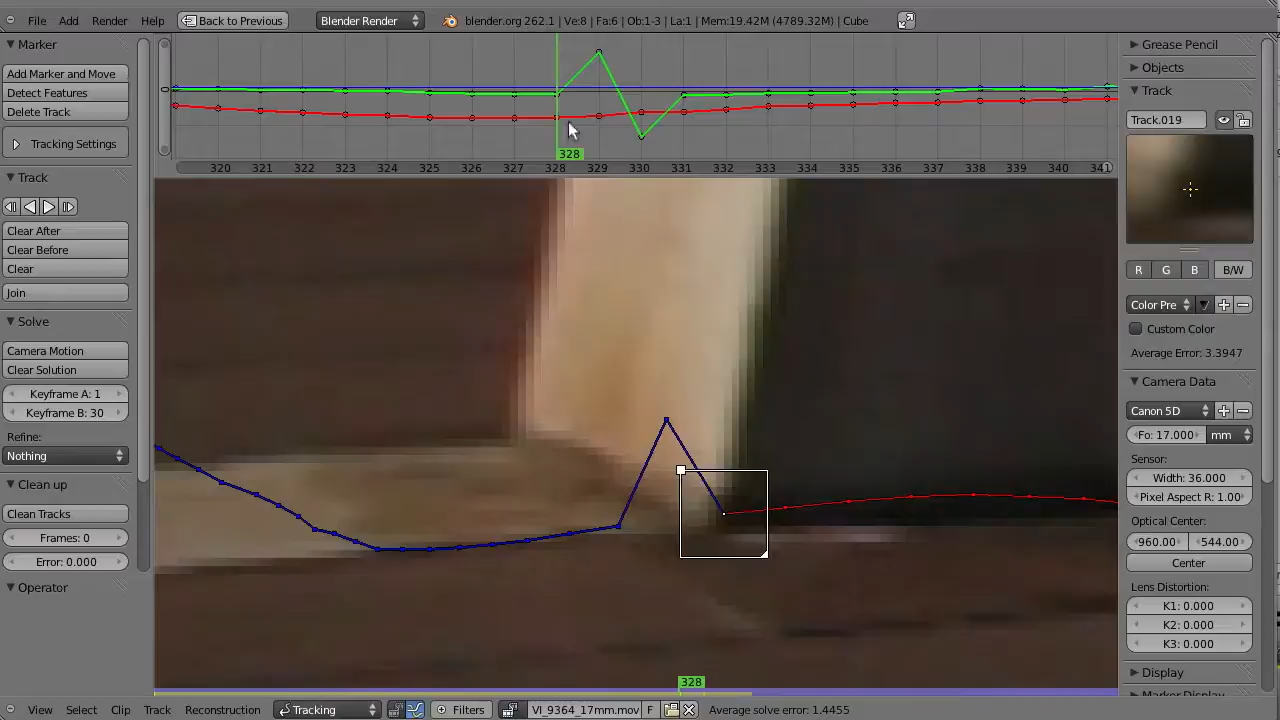 File Add Render Help Back to Previous Blender Render blender.org 262.1 | Ve:8 | Fa:6 | Ob:1-3 | La:1 | Mem:19.42M (4789.32M) | Cube
Marker
Add Marker and Move
Detect Features
Delete Track
Tracking Settings
Track
Clear After
Clear Before
Clear
Join
Solve
Camera Motion
Camera Solution
Keyframe A: 1
Keyframe B: 30
Refine:
Nothing
Clean up
Clean Tracks
Frames: 0
Error: 0.000
Operator
328
320 321 322 323 324 325 326 327 328 329 330 331 332 333 334 335 336 337 338 339 340 341
328
Grease Pencil
Objects
Track
Track.019
R G B B/W
Color Pre
Custom Color
Average Error: 3.3947
Camera Data
Canon 5D
Fo: 17.000 mm
Sensor:
Width: 36.000
Pixel Aspect R: 1.00
Optical Center:
960.00 544.00
Center
Lens Distortion:
K1: 0.000
K2: 0.000
K3: 0.000
Display
Marker Display
View Select Clip Track Reconstruction Tracking Filters VI_9364_17mm.mov F Average solve error: 1.4455